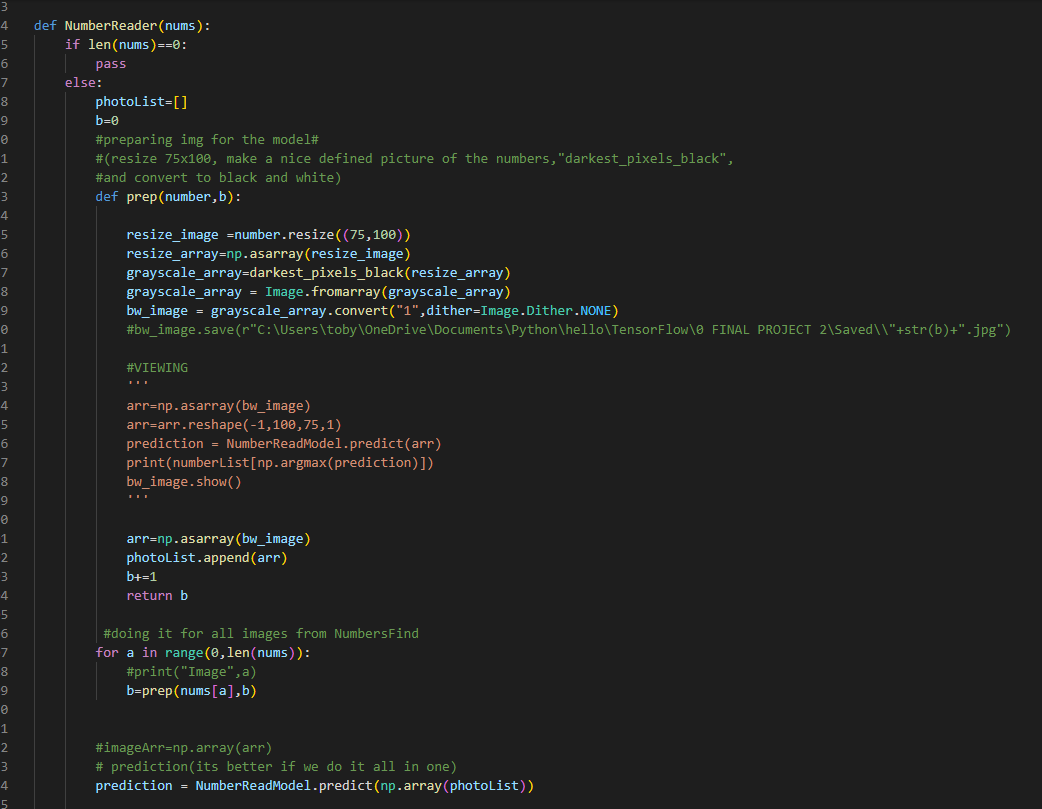 3
4 def NumberReader(nums):
5 if len(nums)==0:
6 pass
7 else:
8 photoList=[]
9 b=0
0 #preparing img for the model#
1 #(resize 75x100, make a nice defined picture of the numbers,"darkest_pixels_black",
2 #and convert to black and white)
3 def prep(number,b):
4
5 resize_image =number.resize((75,100))
6 resize_array=np.asarray(resize_image)
7 grayscale_array=darkest_pixels_black(resize_array)
8 grayscale_array = Image.fromarray(grayscale_array)
9 bw_image = grayscale_array.convert("1",dither=Image.Dither.NONE)
0 #bw_image.save(r"C:\Users\toby\OneDrive\Documents\Python\hello\TensorFlow\0 FINAL PROJECT 2\Saved\\"+str(b)+".jpg")
1
2 #VIEWING
3 '''
4 arr=np.asarray(bw_image)
5 arr=arr.reshape(-1,100,75,1)
6 prediction = NumberReadModel.predict(arr)
7 print(numberList[np.argmax(prediction)])
8 bw_image.show()
9 '''
0
1 arr=np.asarray(bw_image)
2 photoList.append(arr)
3 b+=1
4 return b
5
6 #doing it for all images from NumbersFind
7 for a in range(0,len(nums)):
8 #print("Image",a)
9 b=prep(nums[a],b)
0
1
2 #imageArr=np.array(arr)
3 # prediction(its better if we do it all in one)
4 prediction = NumberReadModel.predict(np.array(photoList))
5